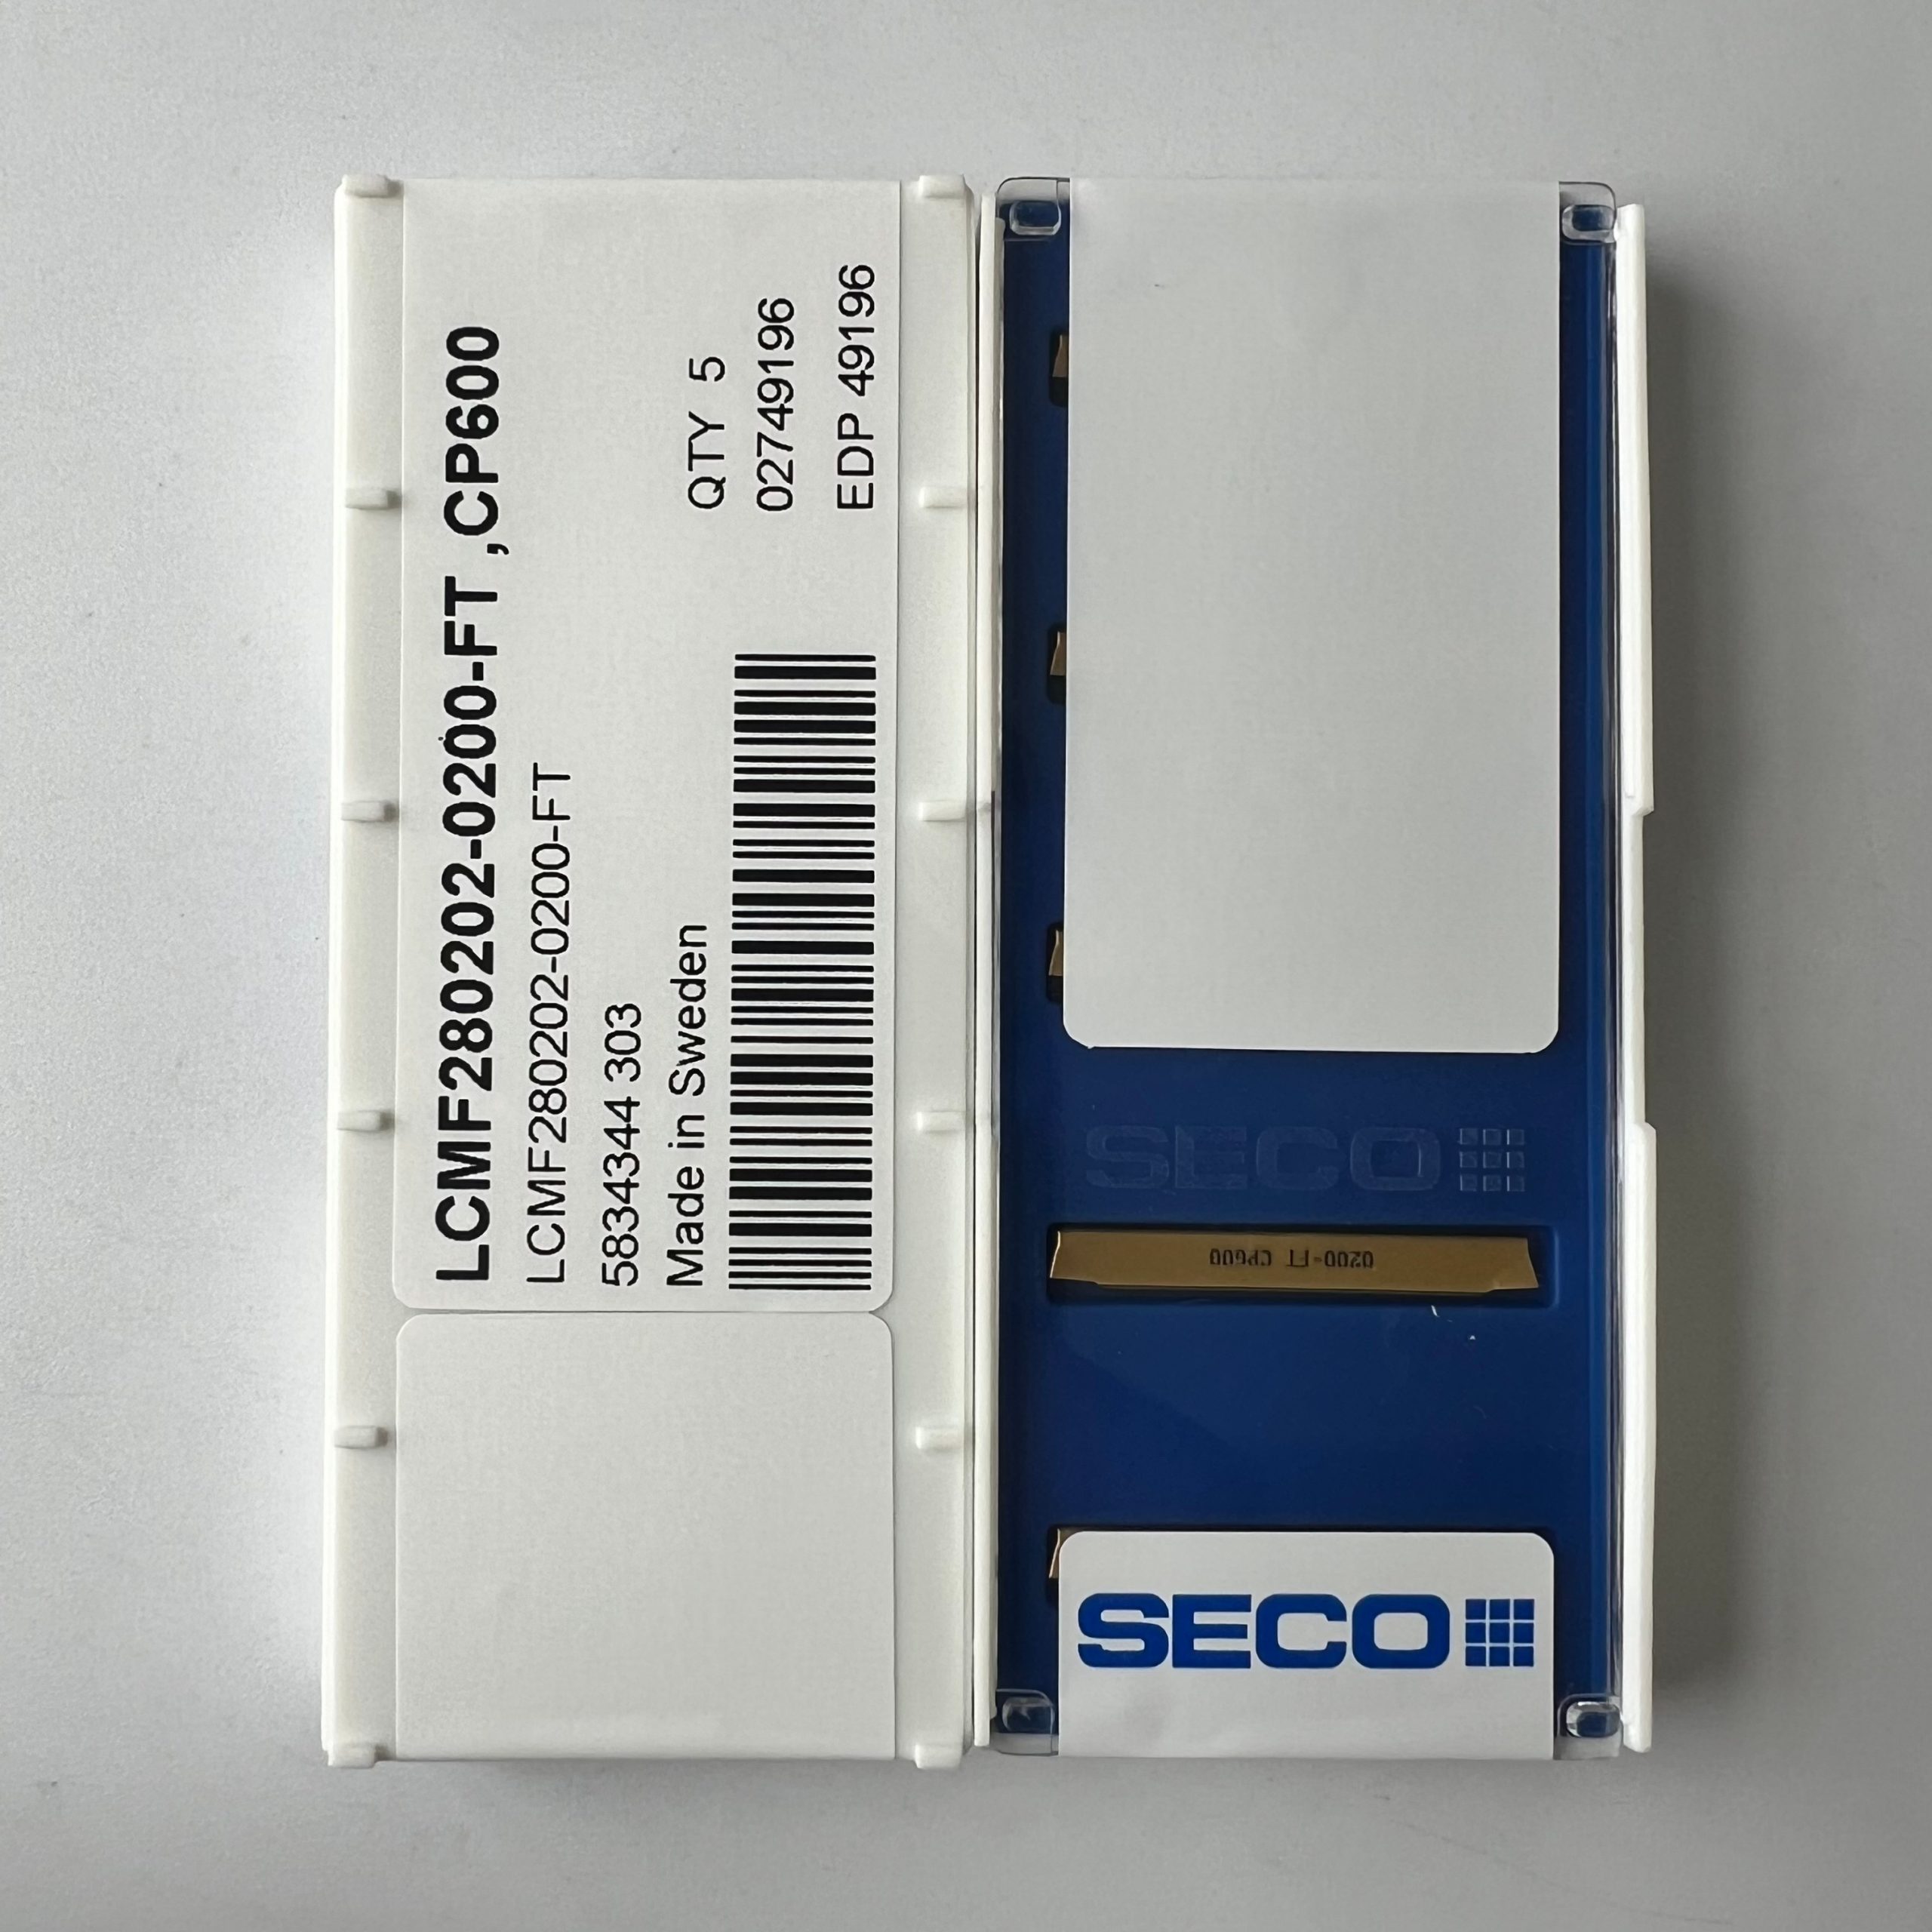 LCMF280202-0200-FT ,CP600
LCMF280202-0200-FT
5834344 303
Made in Sweden
QTY 5
02749196
EDP 49196
SECO
0200-FT CP600
SECO